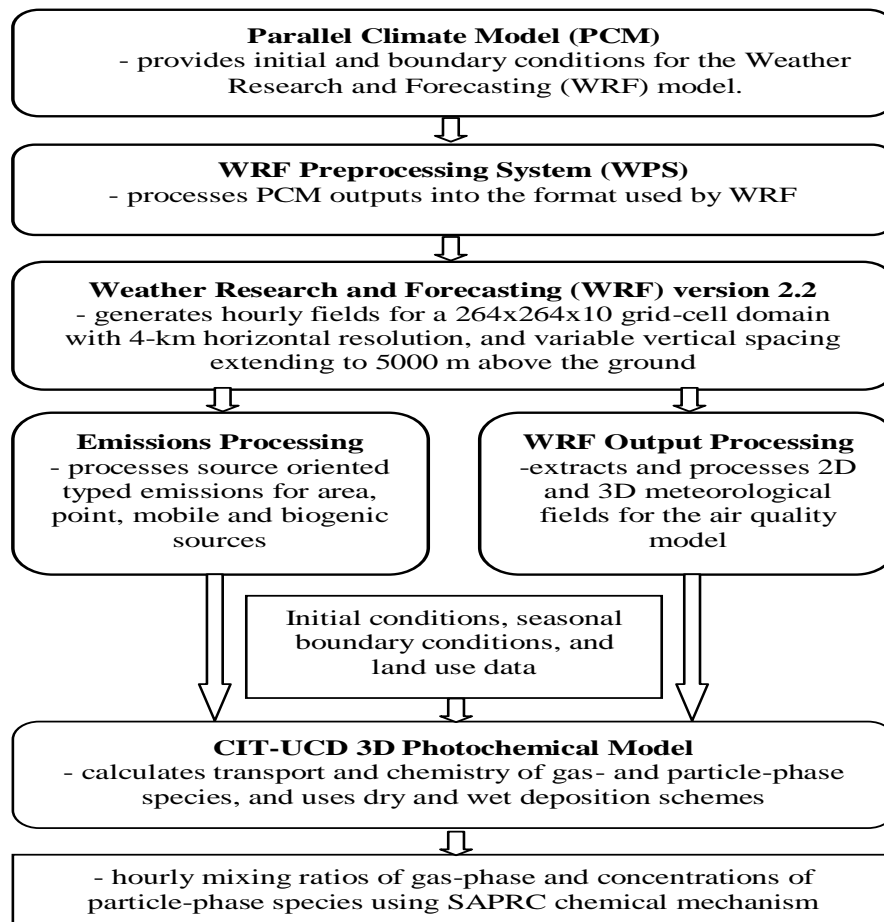 Parallel Climate Model (PCM)
- provides initial and boundary conditions for the Weather
Research and Forecasting (WRF) model.
WRF Preprocessing System (WPS)
- processes PCM outputs into the format used by WRF
Weather Research and Forecasting (WRF) version 2.2
- generates hourly fields for a 264x264x10 grid-cell domain
with 4-km horizontal resolution, and variable vertical spacing
extending to 5000 m above the ground
Emissions Processing
- processes source oriented
typed emissions for area,
point, mobile and biogenic
sources
WRF Output Processing
-extracts and processes 2D
and 3D meteorological
fields for the air quality
model
Initial conditions, seasonal
boundary conditions, and
land use data
CIT-UCD 3D Photochemical Model
- calculates transport and chemistry of gas- and particle-phase
species, and uses dry and wet deposition schemes
- hourly mixing ratios of gas-phase and concentrations of
particle-phase species using SAPRC chemical mechanism